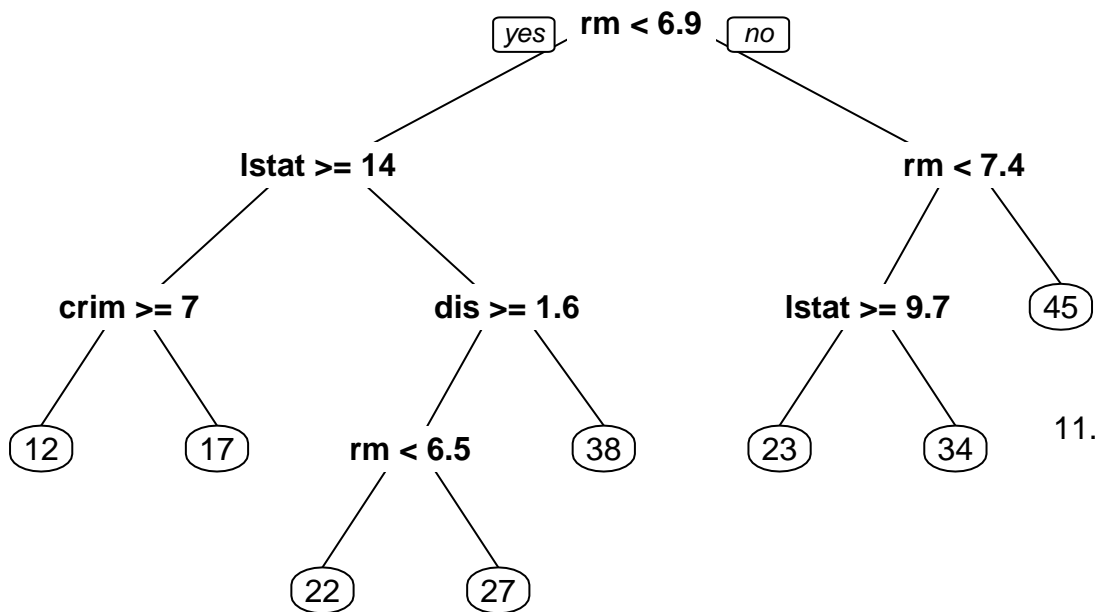 yes rm < 6.9 no
lstat >= 14 rm < 7.4
crim >= 7 dis >= 1.6 lstat >= 9.7 45
12 17 rm < 6.5 38 23 34 11.
22 27